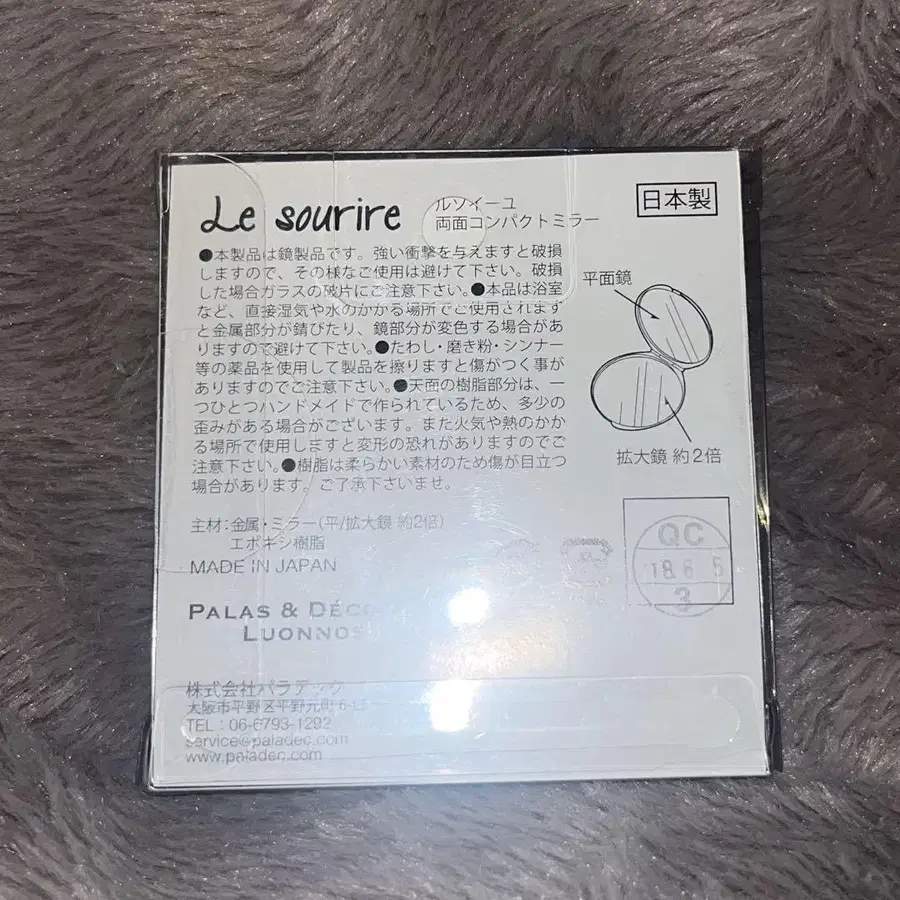 Le sourire
ルソイーユ
両面コンパクトミラー
日本製
●本製品は鏡製品です。強い衝撃を与えますと破損
しますので、その様なご使用は避けて下さい。破損
した場合ガラスの破片にご注意下さい。●本品は浴室
など、直接湿気や水のかかる場所でご使用されます
と金属部分が錆びたり、鏡部分が変色する場合があ
りますので避けて下さい。●たわし・磨き粉・シンナー
等の薬品を使用して製品を擦りますと傷がつく事が
ありますのでご注意下さい。●天面の樹脂部分は、一
つひとつハンドメイドで作られているため、多少の
歪みがある場合がございます。また火気や熱のかか
る場所で使用しますと変形の恐れがありますのでご
注意下さい。●樹脂は柔らかい素材のため傷が目立つ
場合があります。ご了承下さいませ。
平面鏡
拡大鏡 約2倍
主材:金属・ミラー(平/拡大鏡 約2倍)
エポキシ樹脂
MADE IN JAPAN
QC
18.6.5
3
PALAS & DÉCO
LUONNOS
株式会社パラデック
大阪市平野区平野元町
TEL:06-6793-1292
service@paladec.com
www.paladec.com